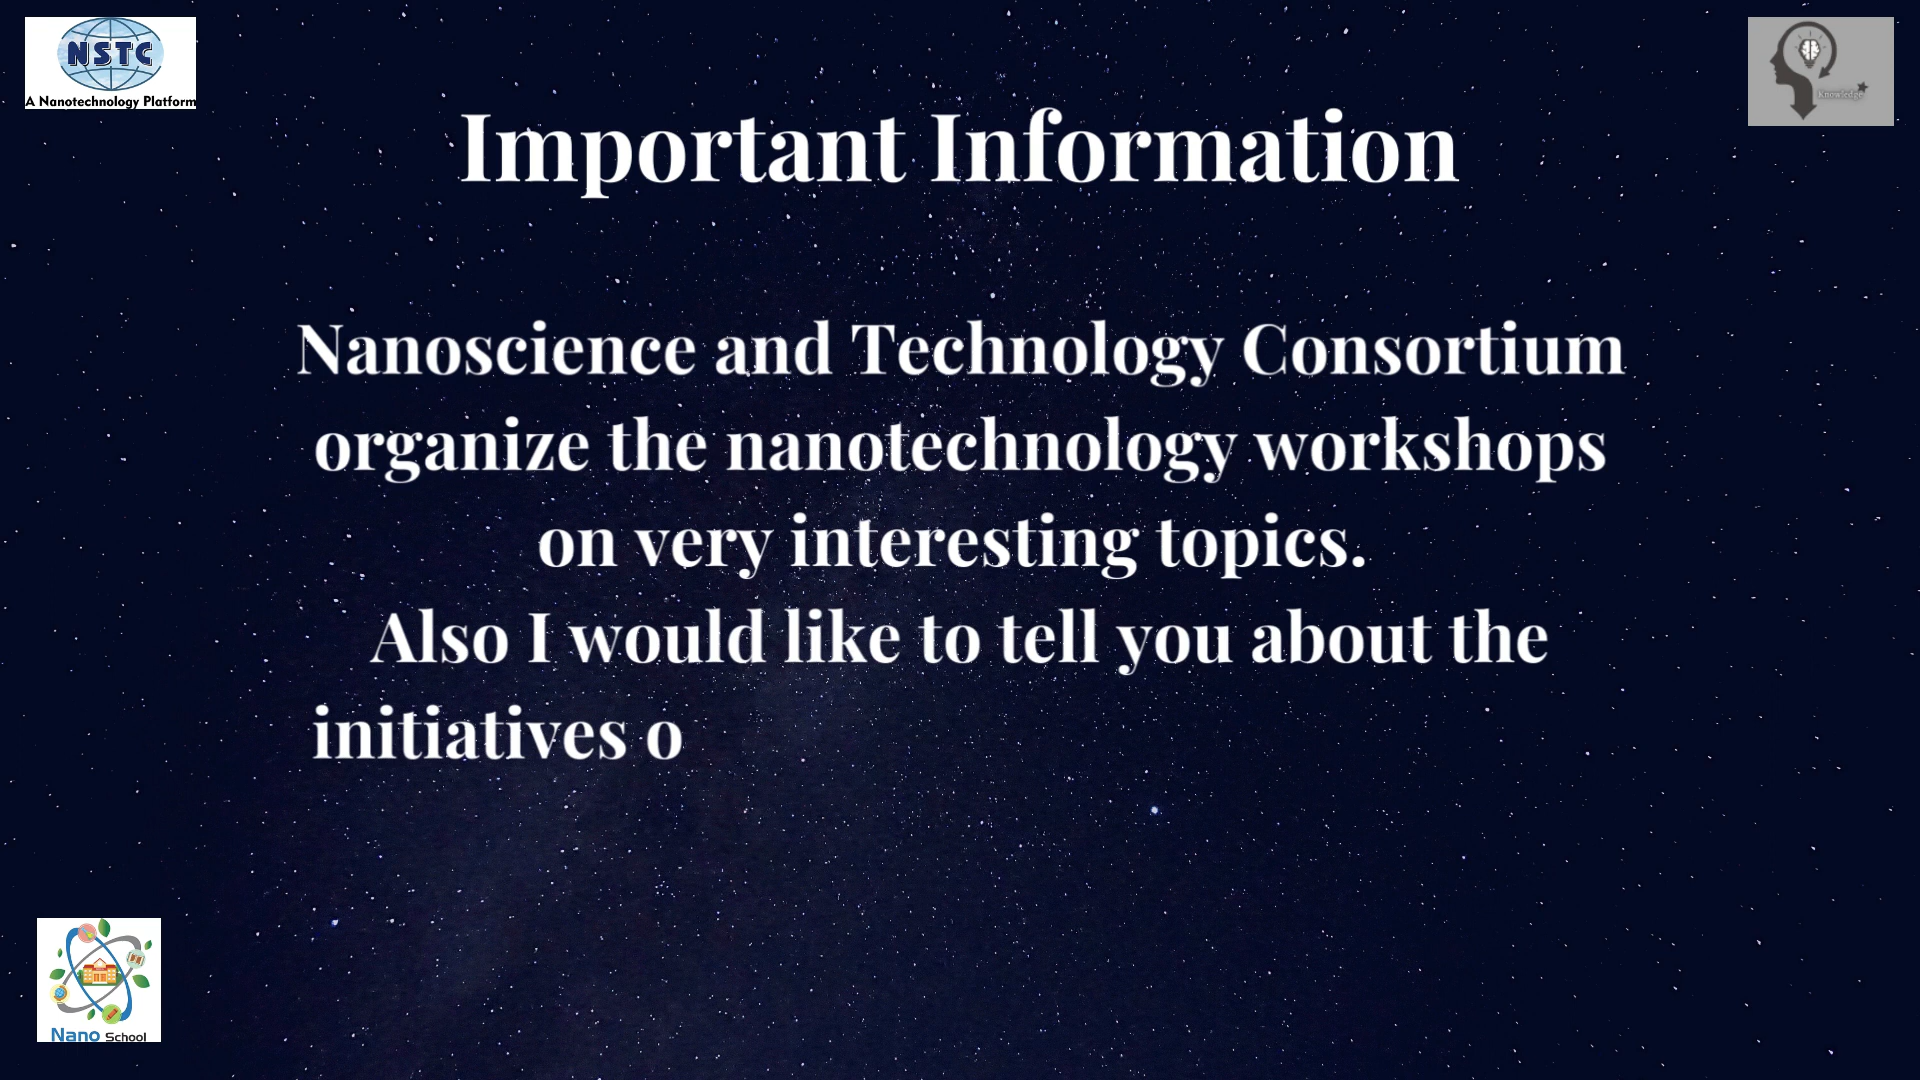 NSTC
A Nanotechnology Platform
Knowledge
Important Information
Nanoscience and Technology Consortium
organize the nanotechnology workshops
on very interesting topics.
Also I would like to tell you about the
initiatives o
Nano School